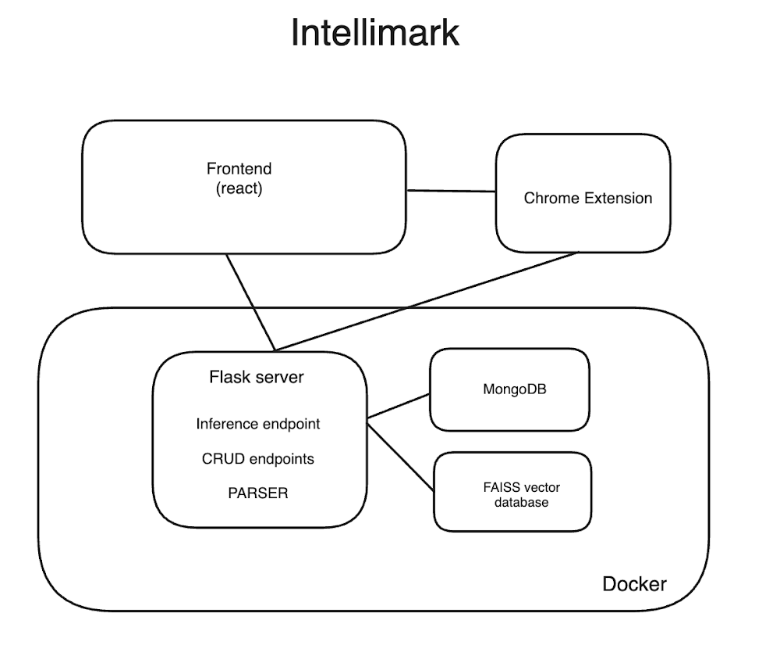 Intellimark
Frontend
(react)
Chrome Extension
Flask server
Inference endpoint
CRUD endpoints
PARSER
MongoDB
FAISS vector
database
Docker